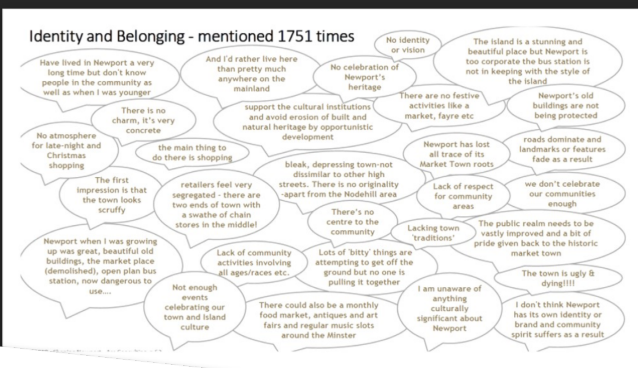 Identity and Belonging - mentioned 1751 times
Have lived in Newport a very
long time but don't know
people in the community as
well as when I was younger
And I'd rather live here
than pretty much
anywhere on the
mainland
No identity
or vision
No celebration of
Newport's
heritage
The island is a stunning and
beautiful place but Newport is
too corporate the bus station is
not in keeping with the style of
the island
There is no
charm, it's very
concrete
support the cultural institutions
and avoid erosion of built and
natural heritage by opportunistic
development
There are no festive
activities like a
market, fayre etc
Newport's old
buildings are not
being protected
No atmosphere
for late-night and
Christmas
shopping
the main thing to
do there is shopping
Newport has lost
all trace of its
Market Town roots
roads dominate and
landmarks or features
fade as a result
The first
impression is that
the town looks
scruffy
retailers feel very
segregated - there are
two ends of town with
a swathe of chain
stores in the middle!
bleak, depressing town-not
dissimilar to other high
streets. There is no originality
-apart from the Nodehill area
Lack of respect
for community
areas
we don't celebrate
our communities
enough
There's no
centre to the
community
Lacking town
'traditions'
The public realm needs to be
vastly improved and a bit of
pride given back to the historic
market town
Newport when I was growing
up was great, beautiful old
buildings, the market place
(demolished), open plan bus
station, now dangerous to
use...
Lack of community
activities involving
all ages/races etc.
Lots of 'bitty' things are
attempting to get off the
ground but no one is
pulling it together
The town is ugly &
dying!!!!
Not enough
events
celebrating our
town and Island
culture
There could also be a monthly
food market, antiques and art
fairs and regular music slots
around the Minster
I am unaware of
anything
culturally
significant about
Newport
I don't think Newport
has its own identity or
brand and community
spirit suffers as a result